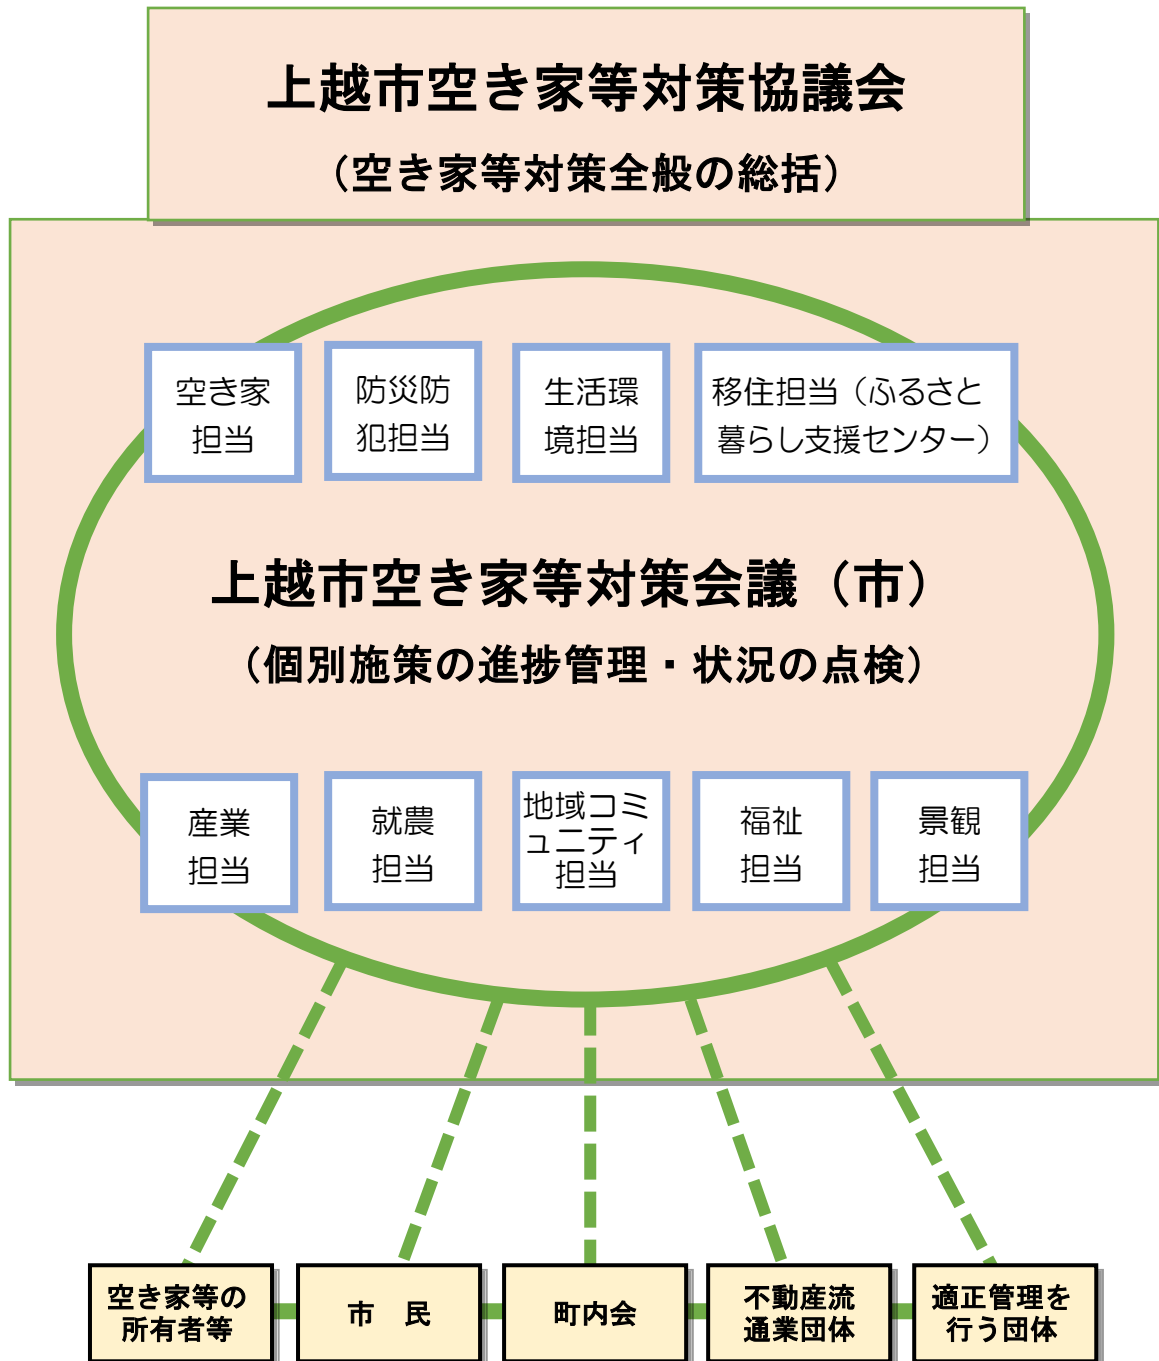 上越市空き家等対策協議会
（空き家等対策全般の総括）
空き家
担当
防災防
犯担当
生活環
境担当
移住担当（ふるさと
暮らし支援センター）
上越市空き家等対策会議（市）
（個別施策の進捗管理・状況の点検）
産業
担当
就農
担当
地域コミ
ュニティ
担当
福祉
担当
景観
担当
空き家等の
所有者等
市　民
町内会
不動産流
通業団体
適正管理を
行う団体